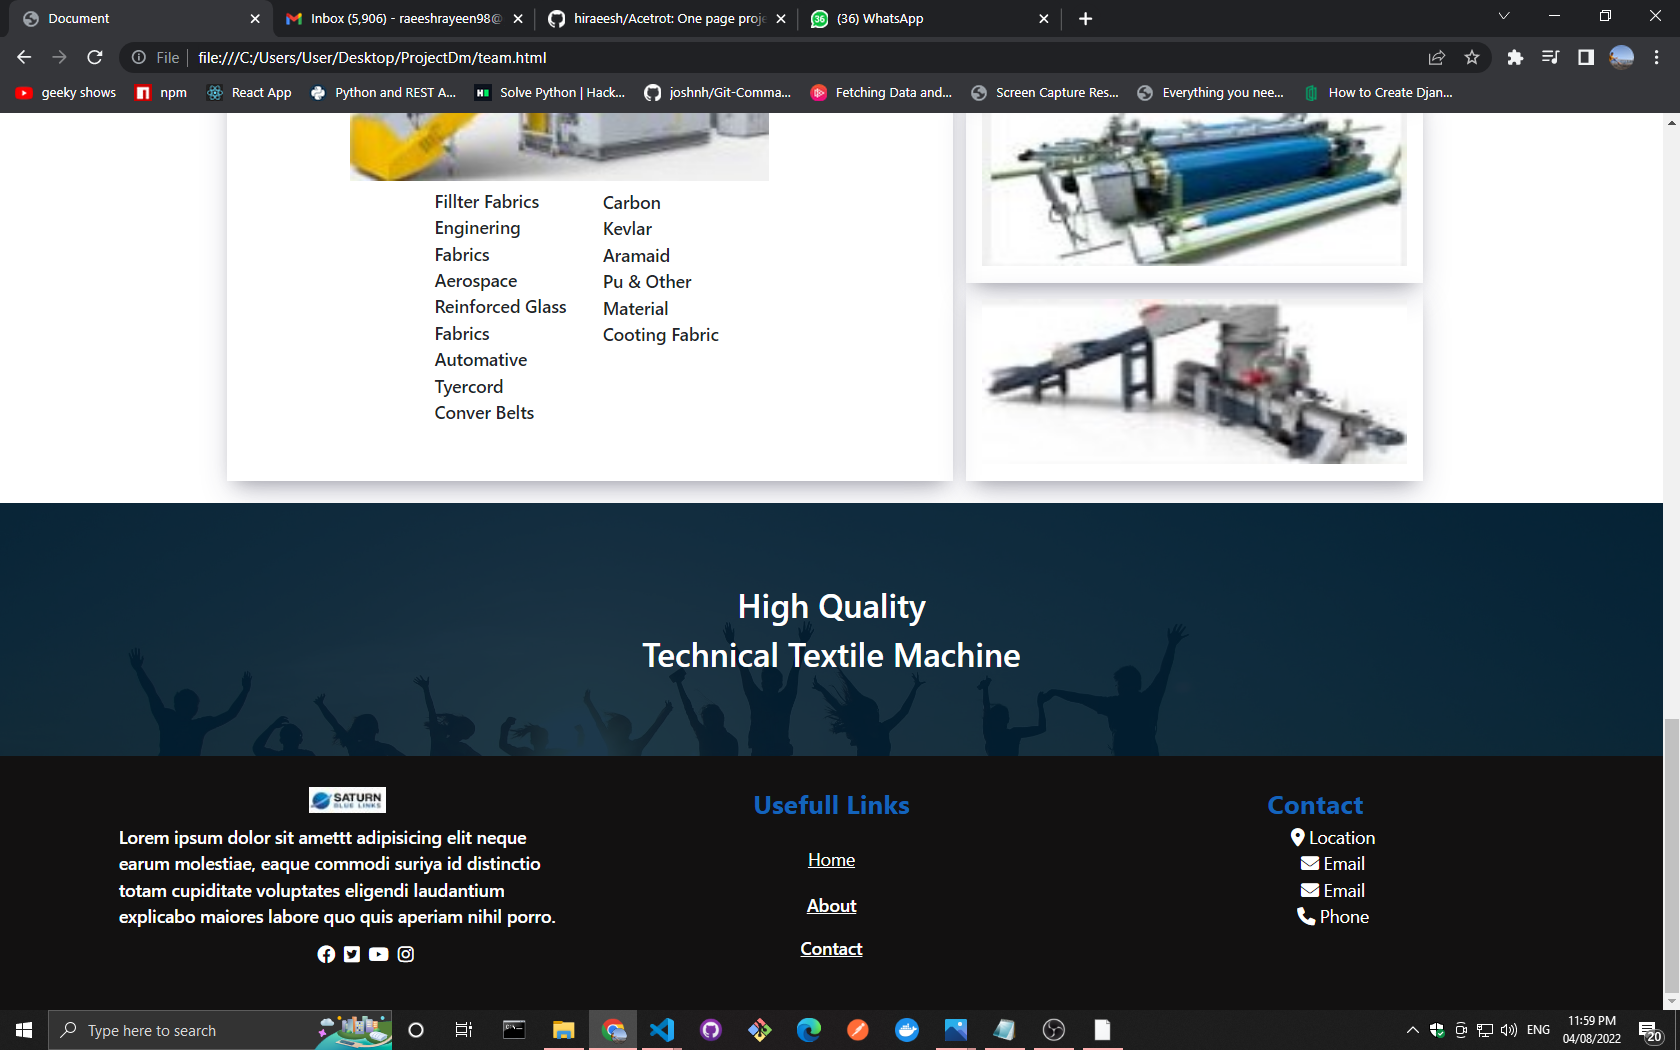 Document
Inbox (5,906) - raeeshrayeen98@
hiraeesh/Acetrot: One page proje
36
(36) WhatsApp
File
file:///C:/Users/User/Desktop/ProjectDm/team.html
geeky shows
npm
React App
Python and REST A...
Solve Python | Hack...
joshnh/Git-Comma...
Fetching Data and...
Screen Capture Res...
Everything you nee...
How to Create Djan...
Fillter Fabrics
Enginering
Fabrics
Aerospace
Reinforced Glass
Fabrics
Automative
Tyercord
Conver Belts
Carbon
Kevlar
Aramaid
Pu & Other
Material
Cooting Fabric
High Quality
Technical Textile Machine
SATURN
BLUE LINKS
Lorem ipsum dolor sit amettt adipisicing elit neque
earum molestiae, eaque commodi suriya id distinctio
totam cupiditate voluptates eligendi laudantium
explicabo maiores labore quo quis aperiam nihil porro.
Usefull Links
Home
About
Contact
Contact
Location
Email
Email
Phone
Type here to search
ENG
11:59 PM
04/08/2022
20